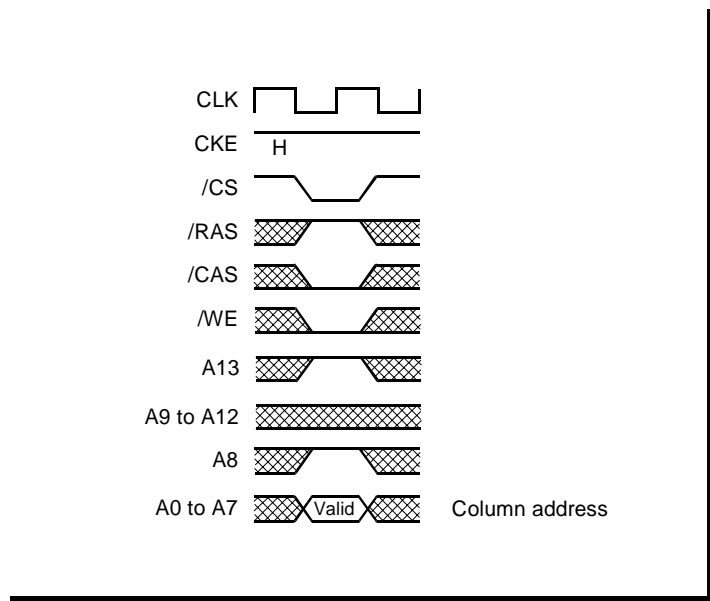 CLK
CKE H
/CS
/RAS
/CAS
/WE
A13
A9 to A12
A8
A0 to A7 Valid Column address